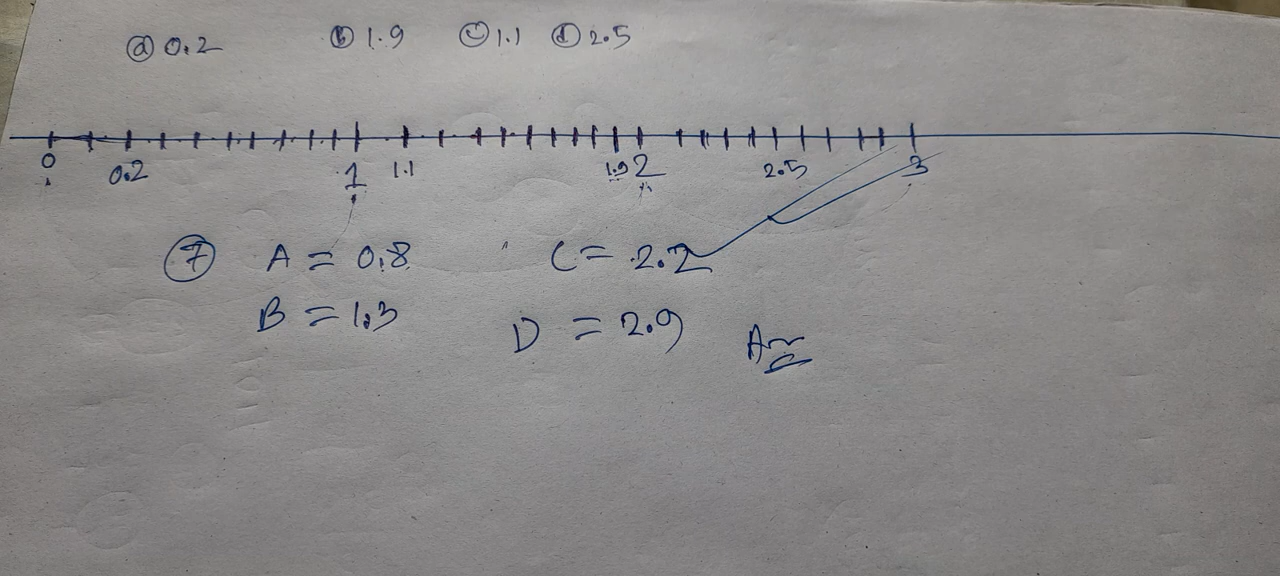 (a) 0.2 (b) 1.9 (c) 1.1 (d) 2.5
0 0.2 1 1.1 1.9 2 2.5 3
(7) A = 0.8 C = 2.2
B = 1.3 D = 2.9 Ans